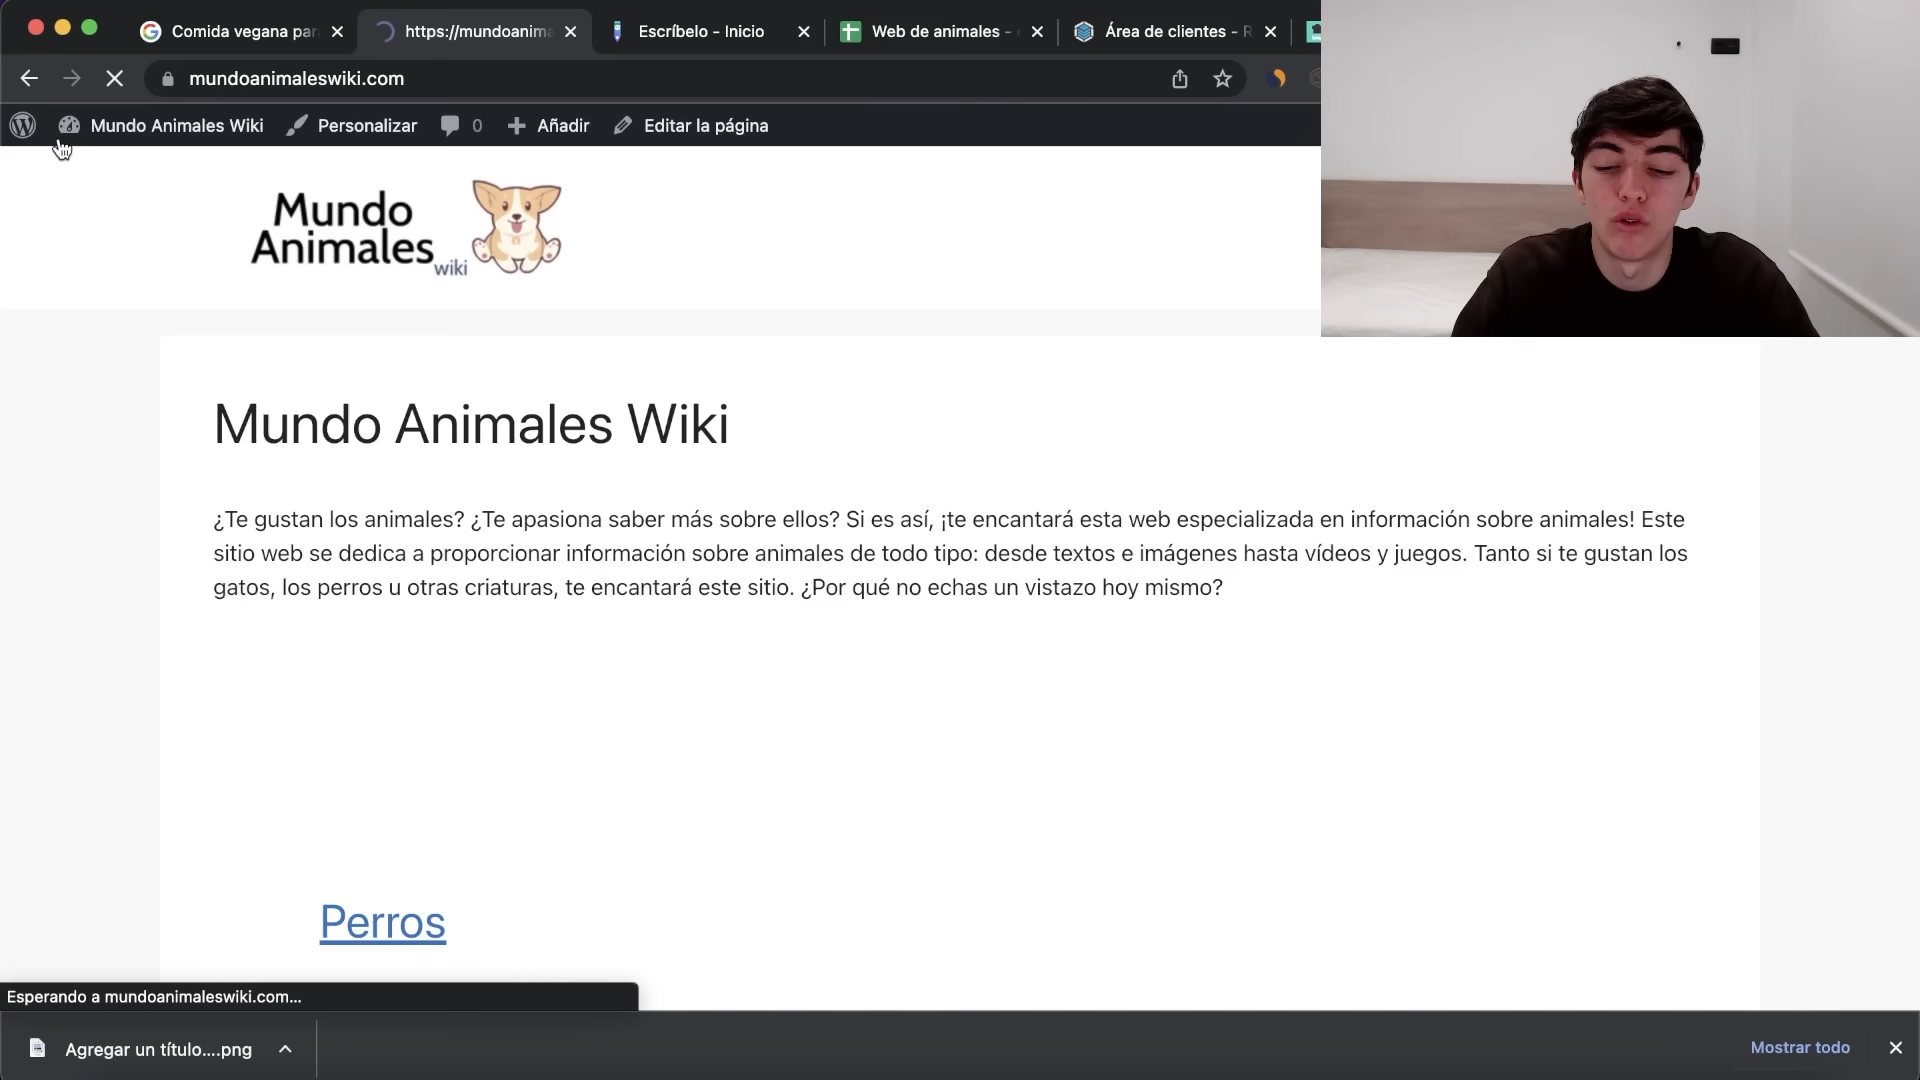 Comida vegana par
https://mundoanima
Escríbelo - Inicio
Web de animales -
Área de clientes - R
mundoanimaleswiki.com
Mundo Animales Wiki
Personalizar
0
Añadir
Editar la página
Mundo
Animales
wiki
Mundo Animales Wiki
¿Te gustan los animales? ¿Te apasiona saber más sobre ellos? Si es así, ¡te encantará esta web especializada en información sobre animales! Este
sitio web se dedica a proporcionar información sobre animales de todo tipo: desde textos e imágenes hasta vídeos y juegos. Tanto si te gustan los
gatos, los perros u otras criaturas, te encantará este sitio. ¿Por qué no echas un vistazo hoy mismo?
Perros
Esperando a mundoanimaleswiki.com...
Agregar un título....png
Mostrar todo